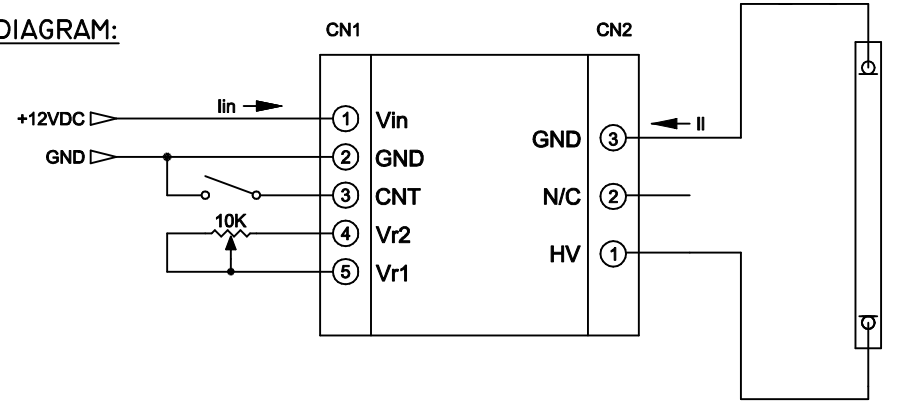 DIAGRAM:
CN1
CN2
+12VDC
Iin
1
Vin
GND
2
GND
3
CNT
10K
4
Vr2
5
Vr1
GND
3
Il
N/C
2
HV
1